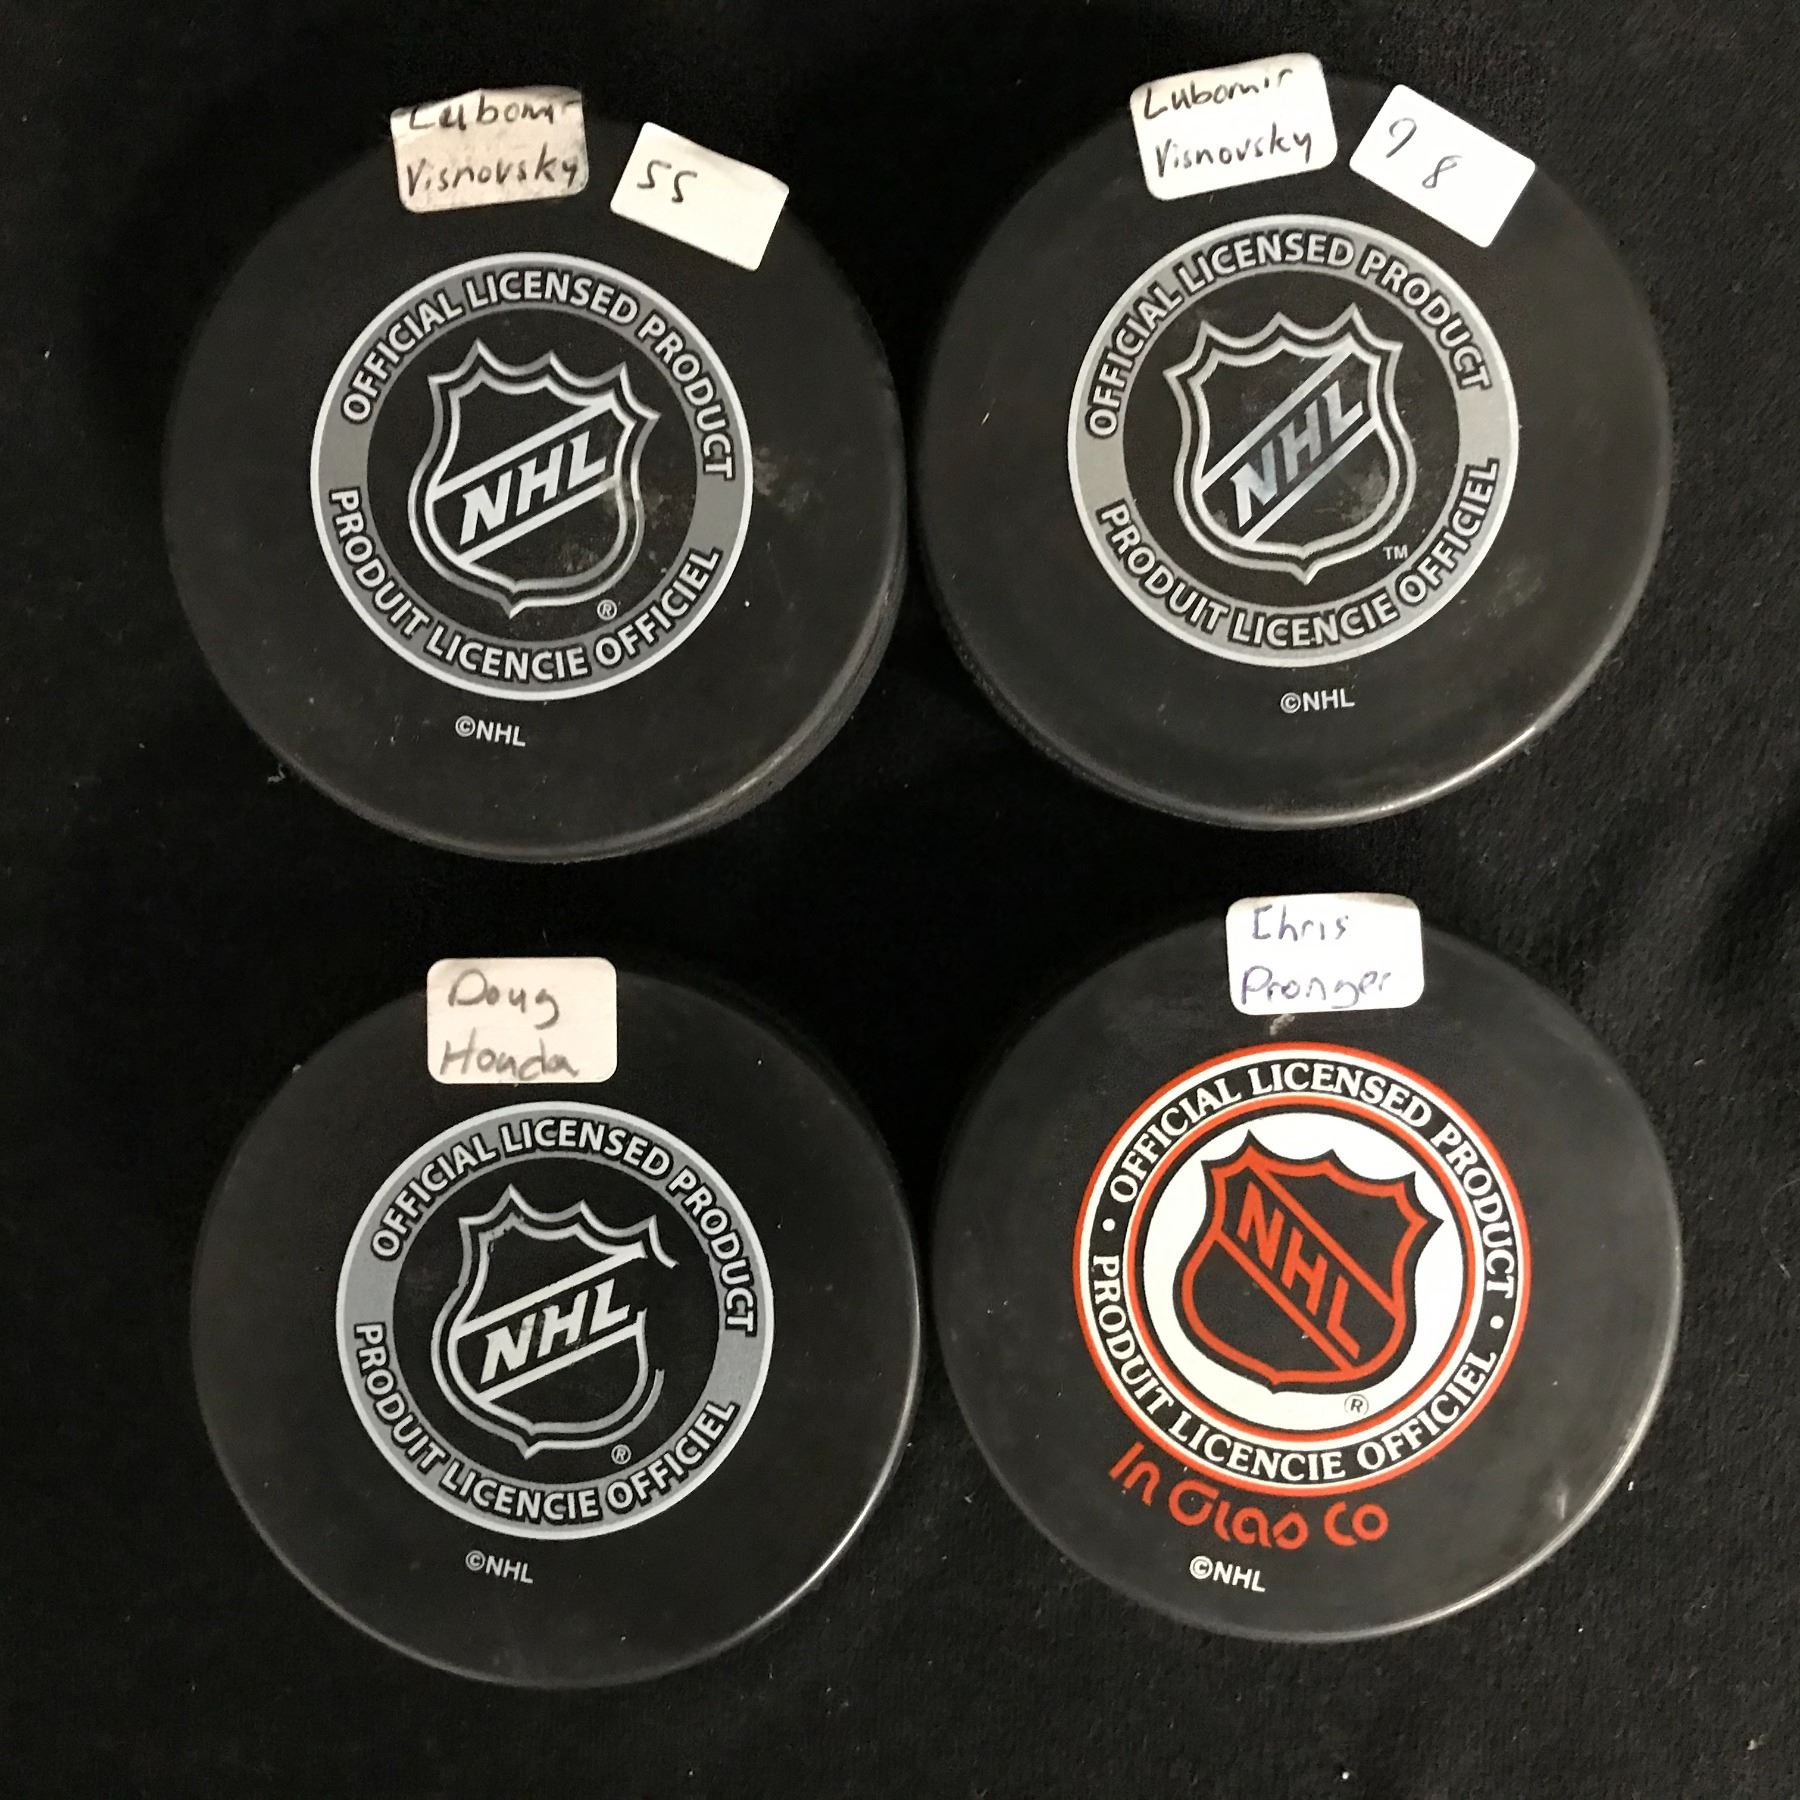 Lubomir
Visnovsky
55
OFFICIAL LICENSED PRODUCT
NHL
®
PRODUIT LICENCIE OFFICIEL
©NHL
Lubomir
Visnovsky
98
OFFICIAL LICENSED PRODUCT
NHL
TM
PRODUIT LICENCIE OFFICIEL
©NHL
Doug
Houda
OFFICIAL LICENSED PRODUCT
NHL
®
PRODUIT LICENCIE OFFICIEL
©NHL
Chris
Pronger
• OFFICIAL LICENSED PRODUCT •
NHL
®
PRODUIT LICENCIE OFFICIEL
In Glas Co
©NHL